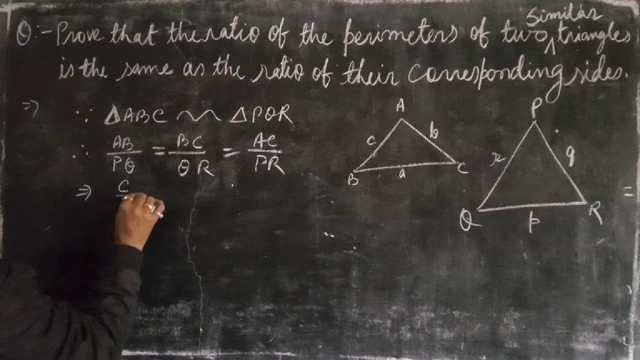 Q:- Prove that the ratio of the perimeters of two similar triangles
is the same as the ratio of their corresponding sides.
⇒ ∵ ΔABC ~ ΔPQR
∴ AB/PQ = BC/QR = AC/PR
⇒ c
A
c b
B a C
P
r q
Q p R
=